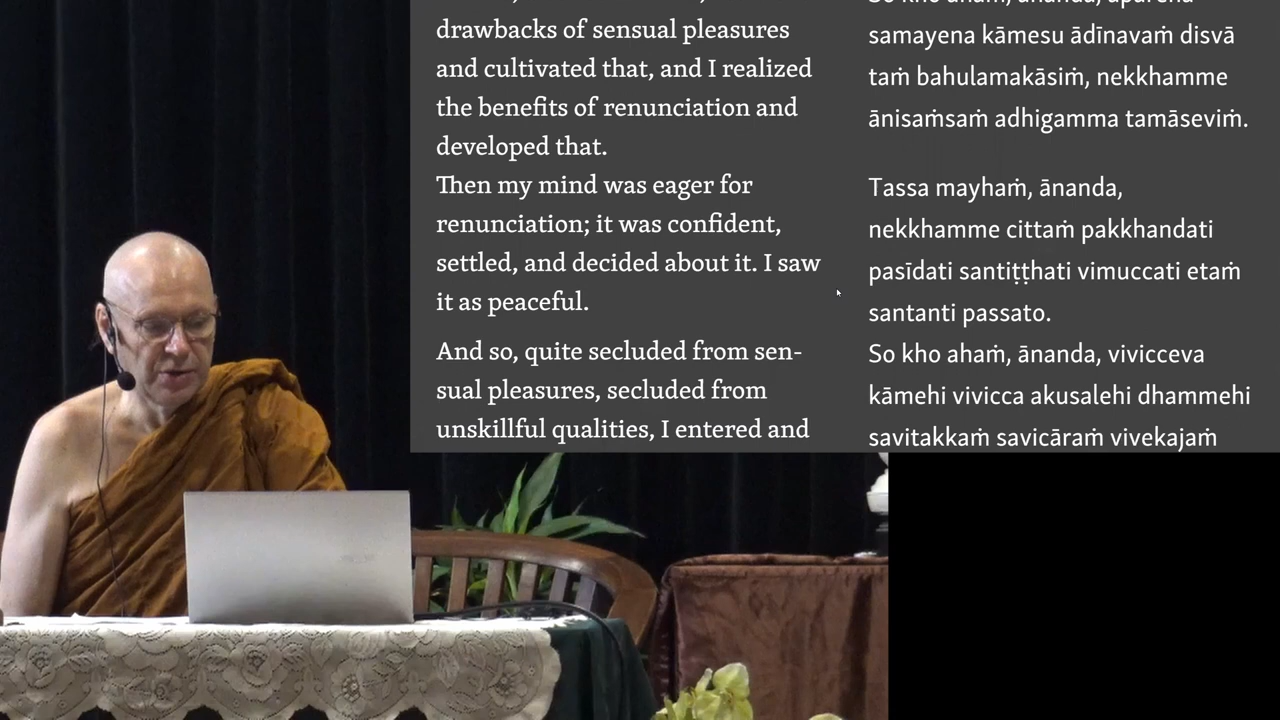 drawbacks of sensual pleasures
and cultivated that, and I realized
the benefits of renunciation and
developed that.
Then my mind was eager for
renunciation; it was confident,
settled, and decided about it. I saw
it as peaceful.
And so, quite secluded from sen-
sual pleasures, secluded from
unskillful qualities, I entered and
samayena kāmesu ādīnavaṁ disvā
taṁ bahulamakāsiṁ, nekkhamme
ānisaṁsaṁ adhigamma tamāseviṁ.
Tassa mayhaṁ, ānanda,
nekkhamme cittaṁ pakkhandati
pasīdati santiṭṭhati vimuccati etaṁ
santanti passato.
So kho ahaṁ, ānanda, vivicceva
kāmehi vivicca akusalehi dhammehi
savitakkaṁ savicāraṁ vivekajaṁ